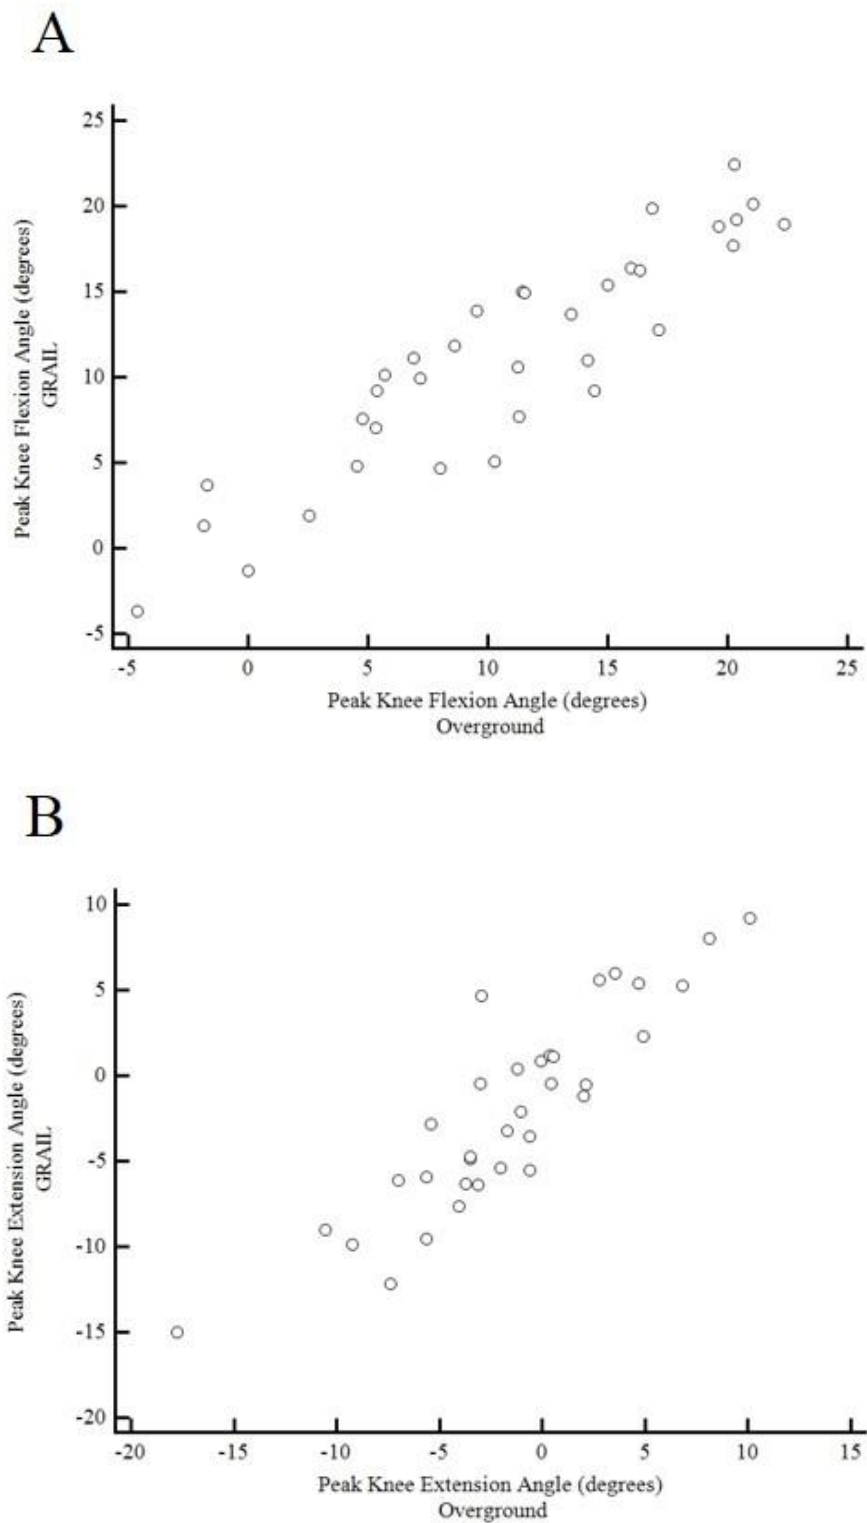 A
25
20
15
10
5
0
-5
Peak Knee Flexion Angle (degrees)
GRAIL
-5 0 5 10 15 20 25
Peak Knee Flexion Angle (degrees)
Overground
B
10
5
0
-5
-10
-15
-20
Peak Knee Extension Angle (degrees)
GRAIL
-20 -15 -10 -5 0 5 10 15
Peak Knee Extension Angle (degrees)
Overground